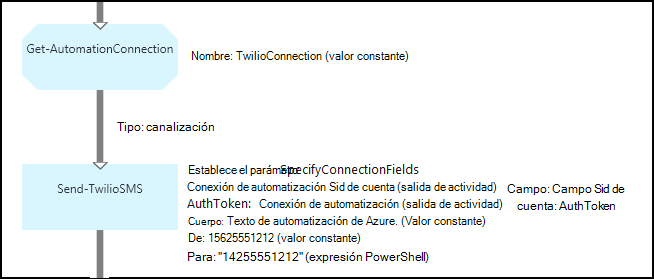 Get-AutomationConnection
Nombre: TwilioConnection (valor constante)
Tipo: canalización
Send-TwilioSMS
Establece el parámetro SpecifyConnectionFields
Conexión de automatización Sid de cuenta (salida de actividad)
AuthToken: Conexión de automatización (salida de actividad)
Cuerpo: Texto de automatización de Azure. (Valor constante)
De: 15625551212 (valor constante)
Para: "14255551212" (expresión PowerShell)
Campo: Campo Sid de
cuenta: AuthToken